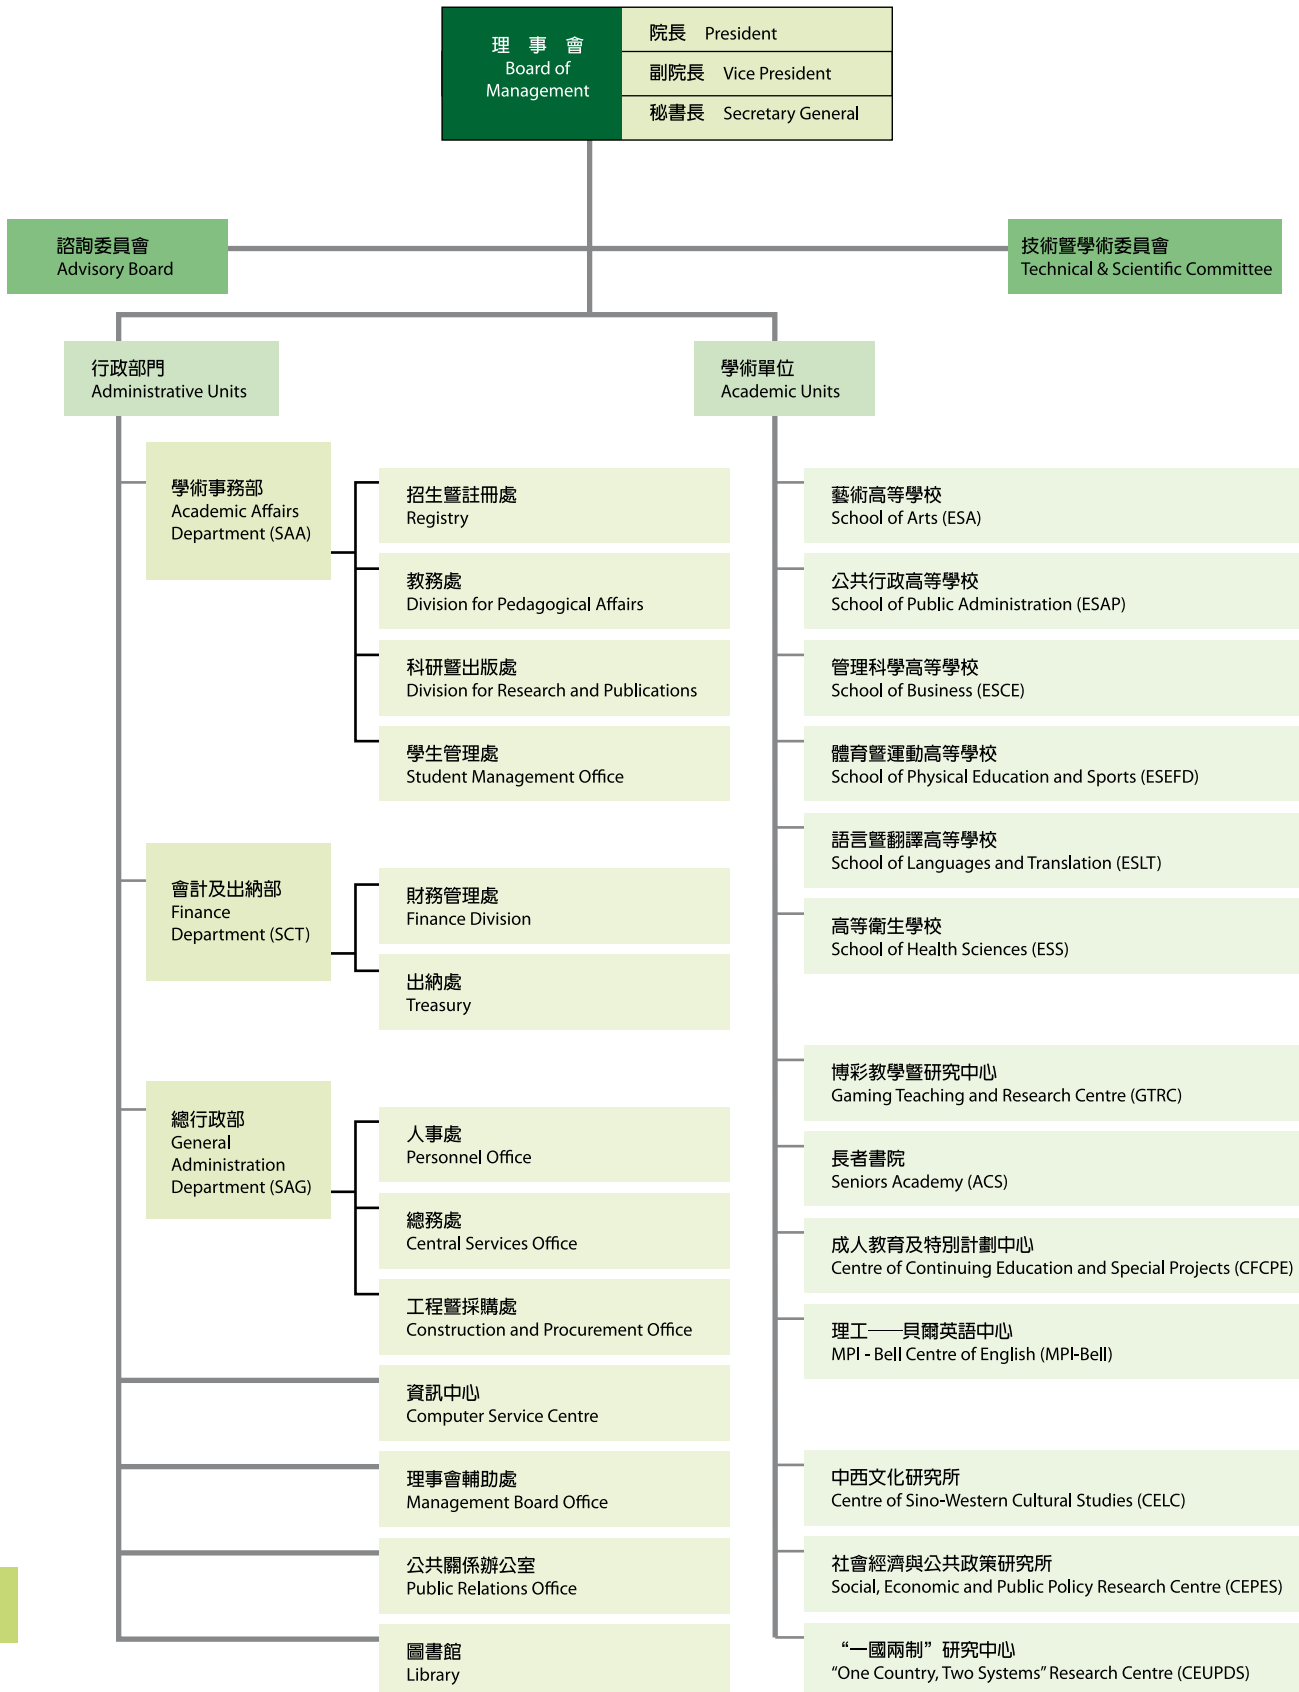 理事會
Board of
Management
院長 President
副院長 Vice President
秘書長 Secretary General
諮詢委員會
Advisory Board
技術暨學術委員會
Technical & Scientific Committee
行政部門
Administrative Units
學術事務部
Academic Affairs
Department (SAA)
招生暨註冊處
Registry
教務處
Division for Pedagogical Affairs
科研暨出版處
Division for Research and Publications
學生管理處
Student Management Office
會計及出納部
Finance
Department (SCT)
財務管理處
Finance Division
出納處
Treasury
總行政部
General
Administration
Department (SAG)
人事處
Personnel Office
總務處
Central Services Office
工程暨採購處
Construction and Procurement Office
資訊中心
Computer Service Centre
理事會輔助處
Management Board Office
公共關係辦公室
Public Relations Office
圖書館
Library
學術單位
Academic Units
藝術高等學校
School of Arts (ESA)
公共行政高等學校
School of Public Administration (ESAP)
管理科學高等學校
School of Business (ESCE)
體育暨運動高等學校
School of Physical Education and Sports (ESEFD)
語言暨翻譯高等學校
School of Languages and Translation (ESLT)
高等衛生學校
School of Health Sciences (ESS)
博彩教學暨研究中心
Gaming Teaching and Research Centre (GTRC)
長者書院
Seniors Academy (ACS)
成人教育及特別計劃中心
Centre of Continuing Education and Special Projects (CFCPE)
理工──貝爾英語中心
MPI - Bell Centre of English (MPI-Bell)
中西文化研究所
Centre of Sino-Western Cultural Studies (CELC)
社會經濟與公共政策研究所
Social, Economic and Public Policy Research Centre (CEPES)
“一國兩制”研究中心
“One Country, Two Systems” Research Centre (CEUPDS)